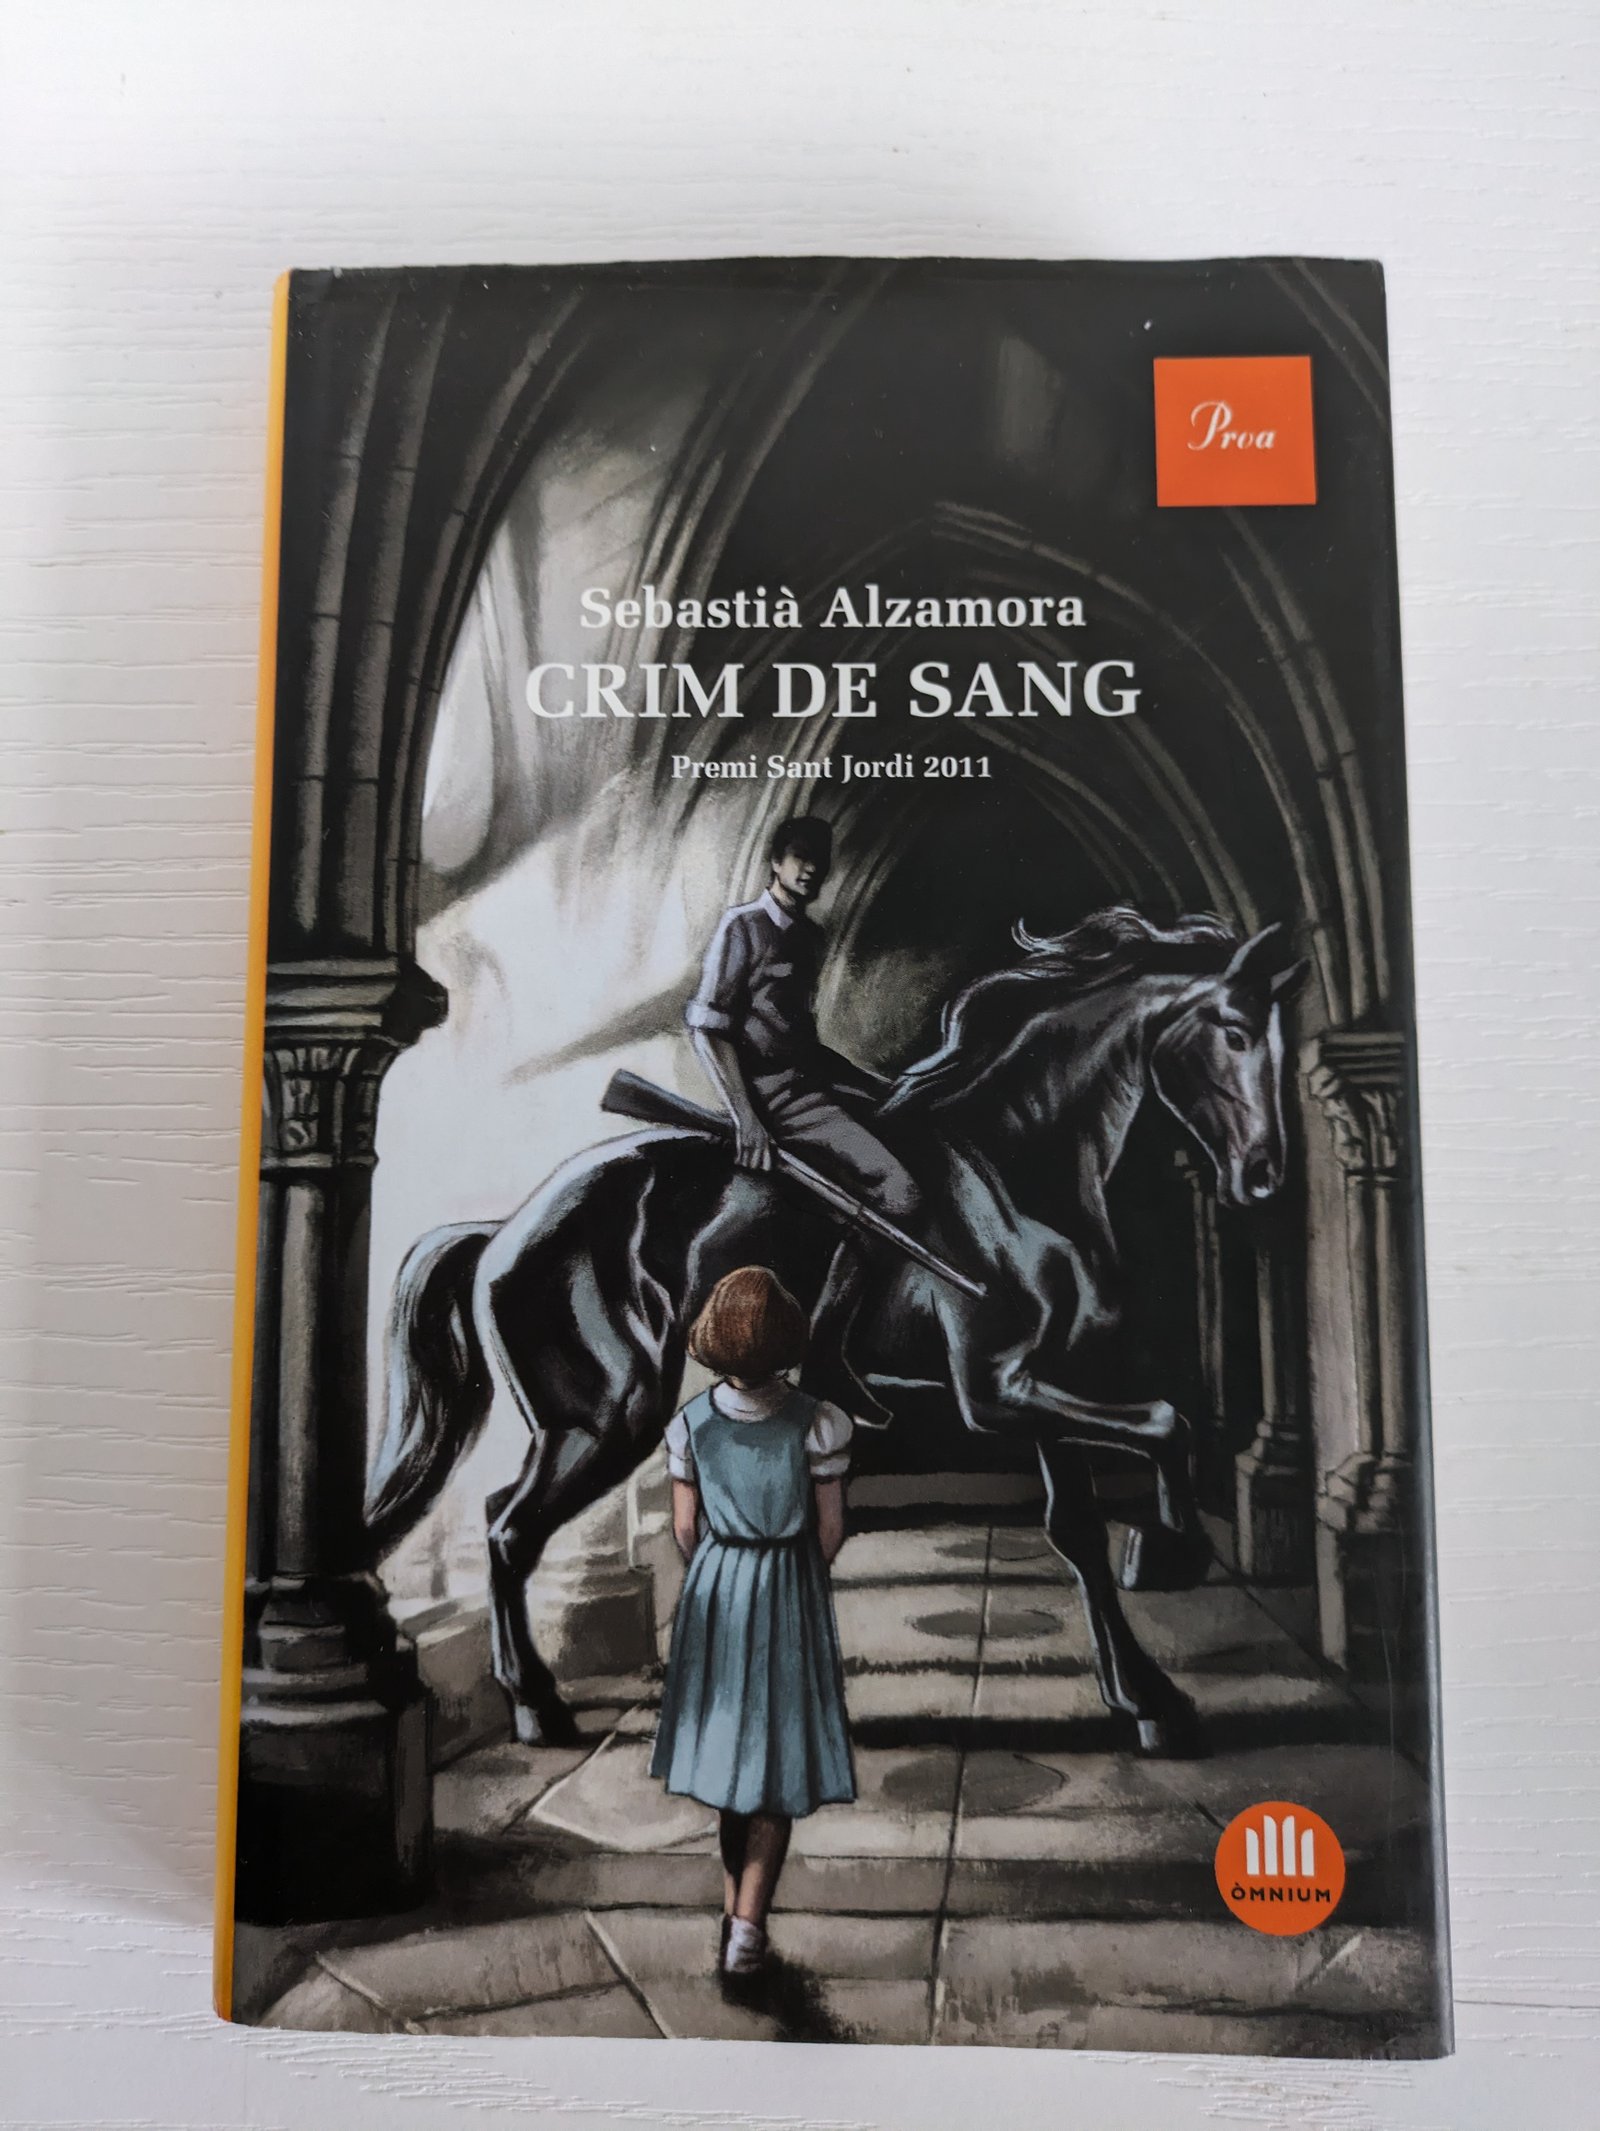 Proa
Sebastià Alzamora
CRIM DE SANG
Premi Sant Jordi 2011
ÒMNIUM